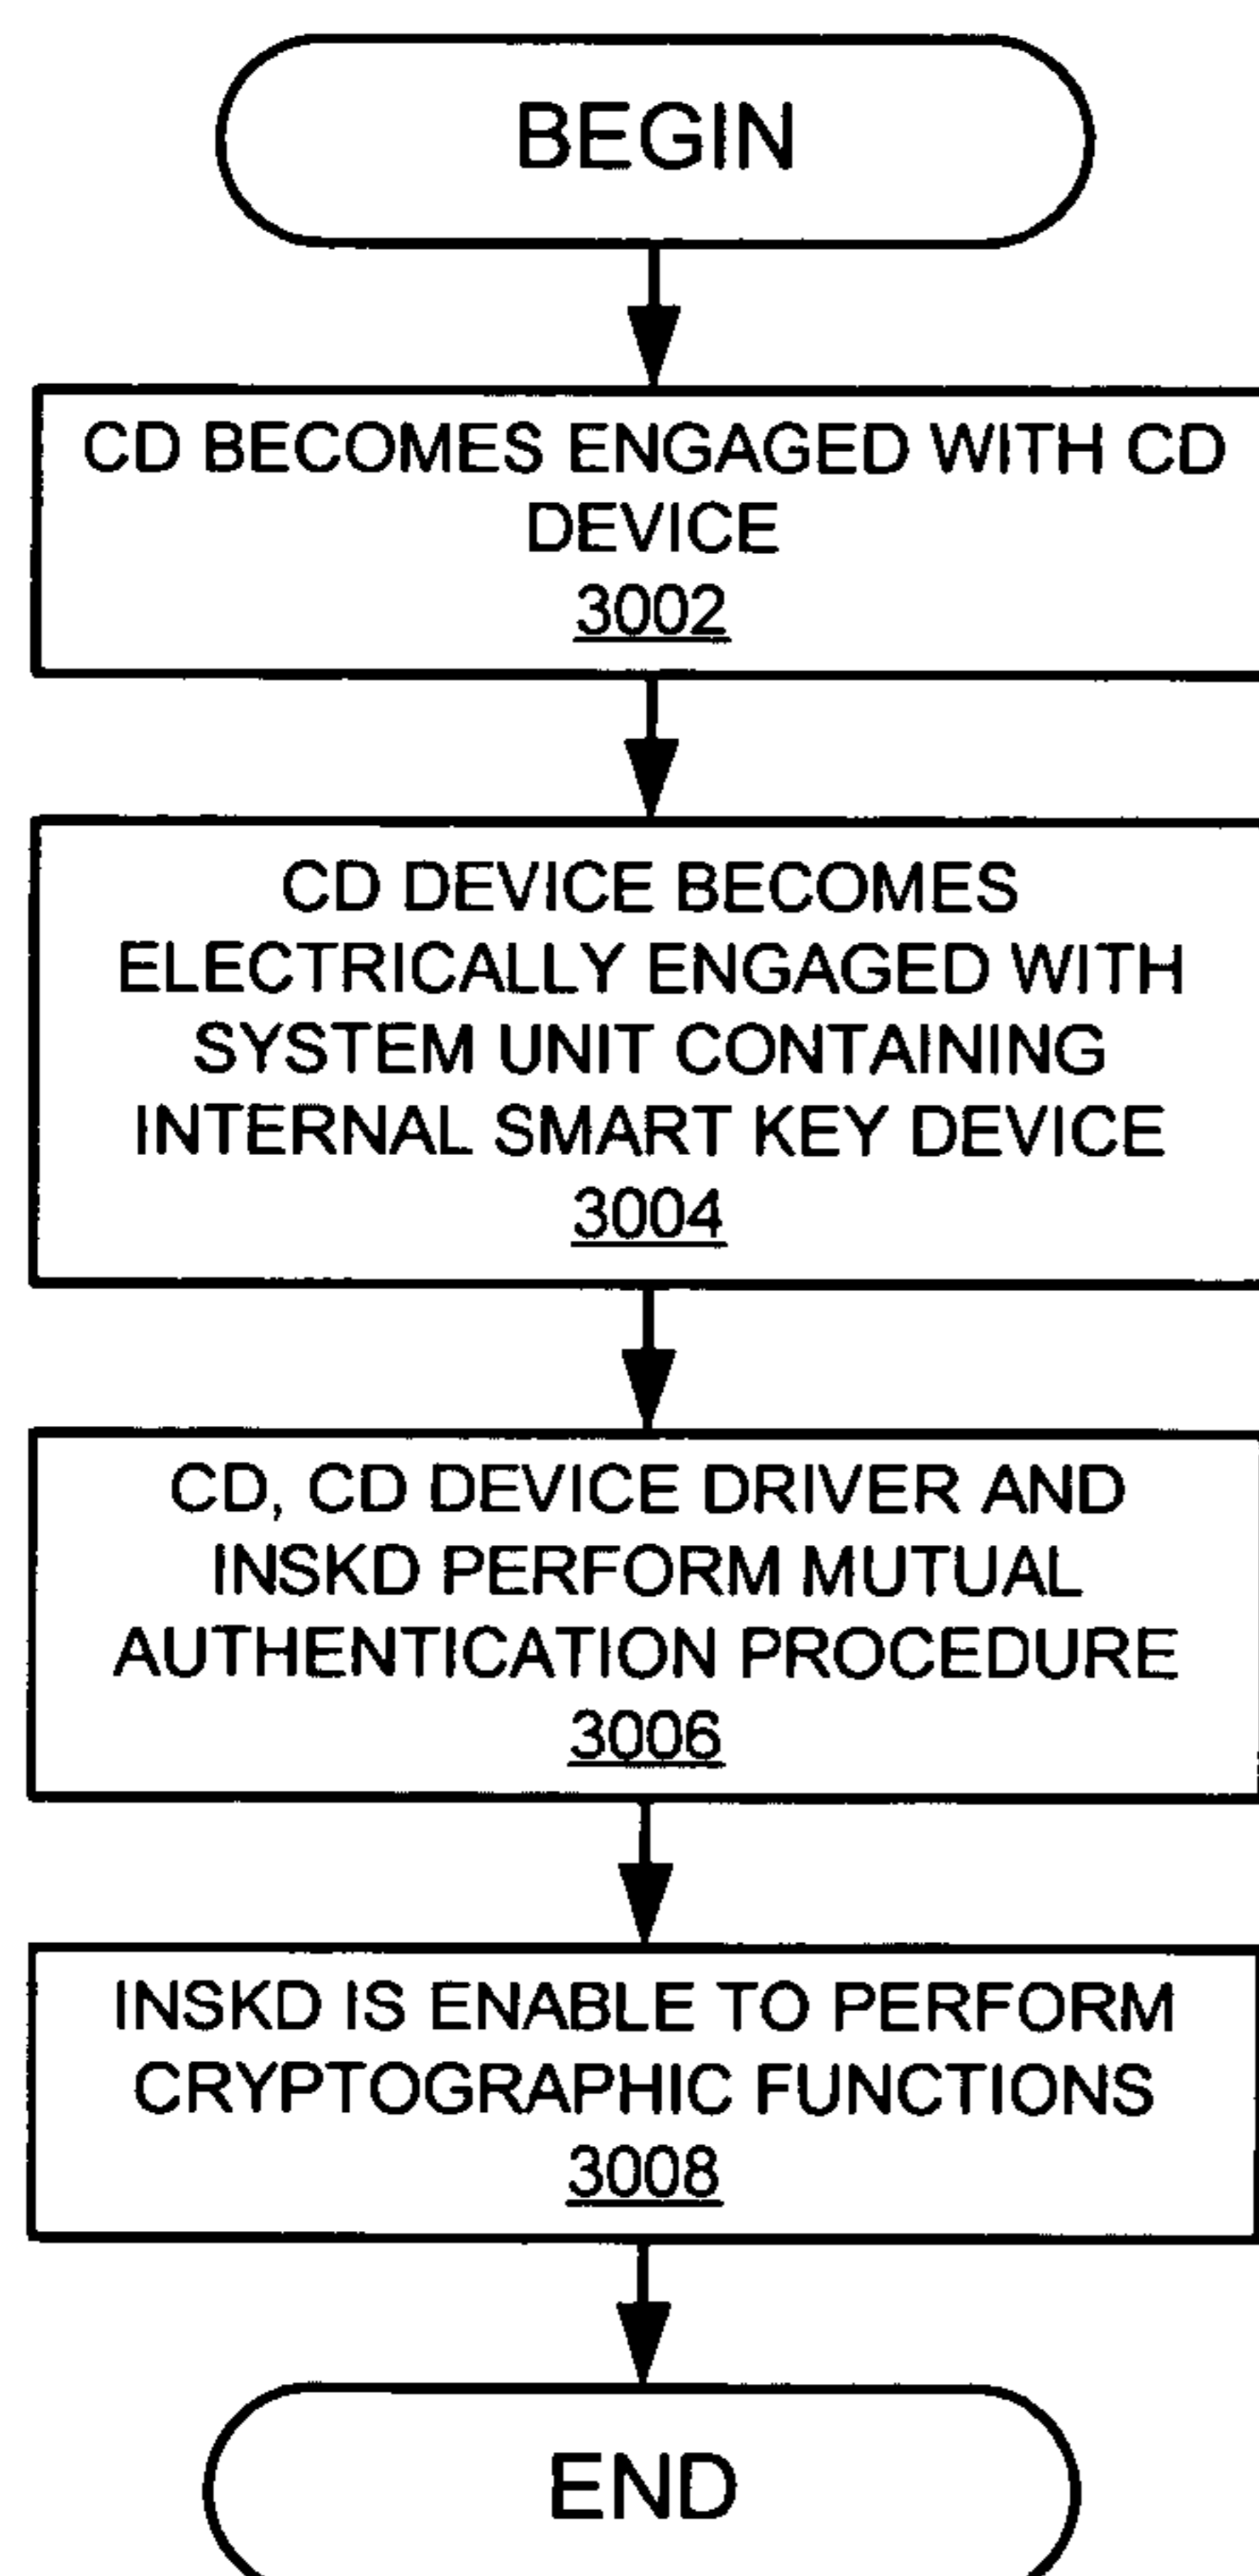 BEGIN
CD BECOMES ENGAGED WITH CD
DEVICE
3002
CD DEVICE BECOMES
ELECTRICALLY ENGAGED WITH
SYSTEM UNIT CONTAINING
INTERNAL SMART KEY DEVICE
3004
CD, CD DEVICE DRIVER AND
INSKD PERFORM MUTUAL
AUTHENTICATION PROCEDURE
3006
INSKD IS ENABLE TO PERFORM
CRYPTOGRAPHIC FUNCTIONS
3008
END